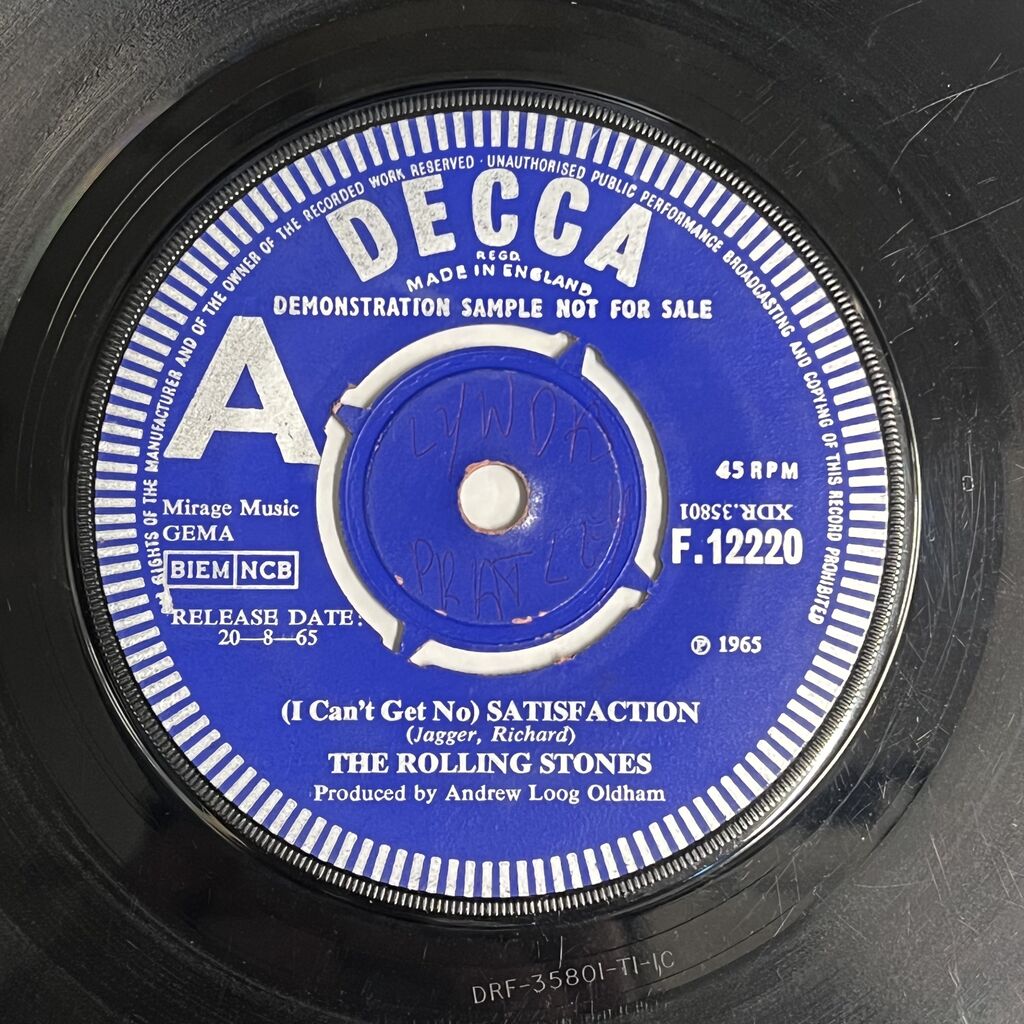 RIGHTS OF THE MANUFACTURER AND OF THE OWNER OF THE RECORDED WORK RESERVED · UNAUTHORISED PUBLIC PERFORMANCE BROADCASTING AND COPYING OF THIS RECORD PROHIBITED
DECCA
REGD.
MADE IN ENGLAND
DEMONSTRATION SAMPLE NOT FOR SALE
A
45 RPM
Mirage Music
XDR.35801
GEMA
F.12220
BIEM NCB
RELEASE DATE:
20—8—65
℗ 1965
(I Can't Get No) SATISFACTION
(Jagger, Richard)
THE ROLLING STONES
Produced by Andrew Loog Oldham
DRF-35801-T1-1C